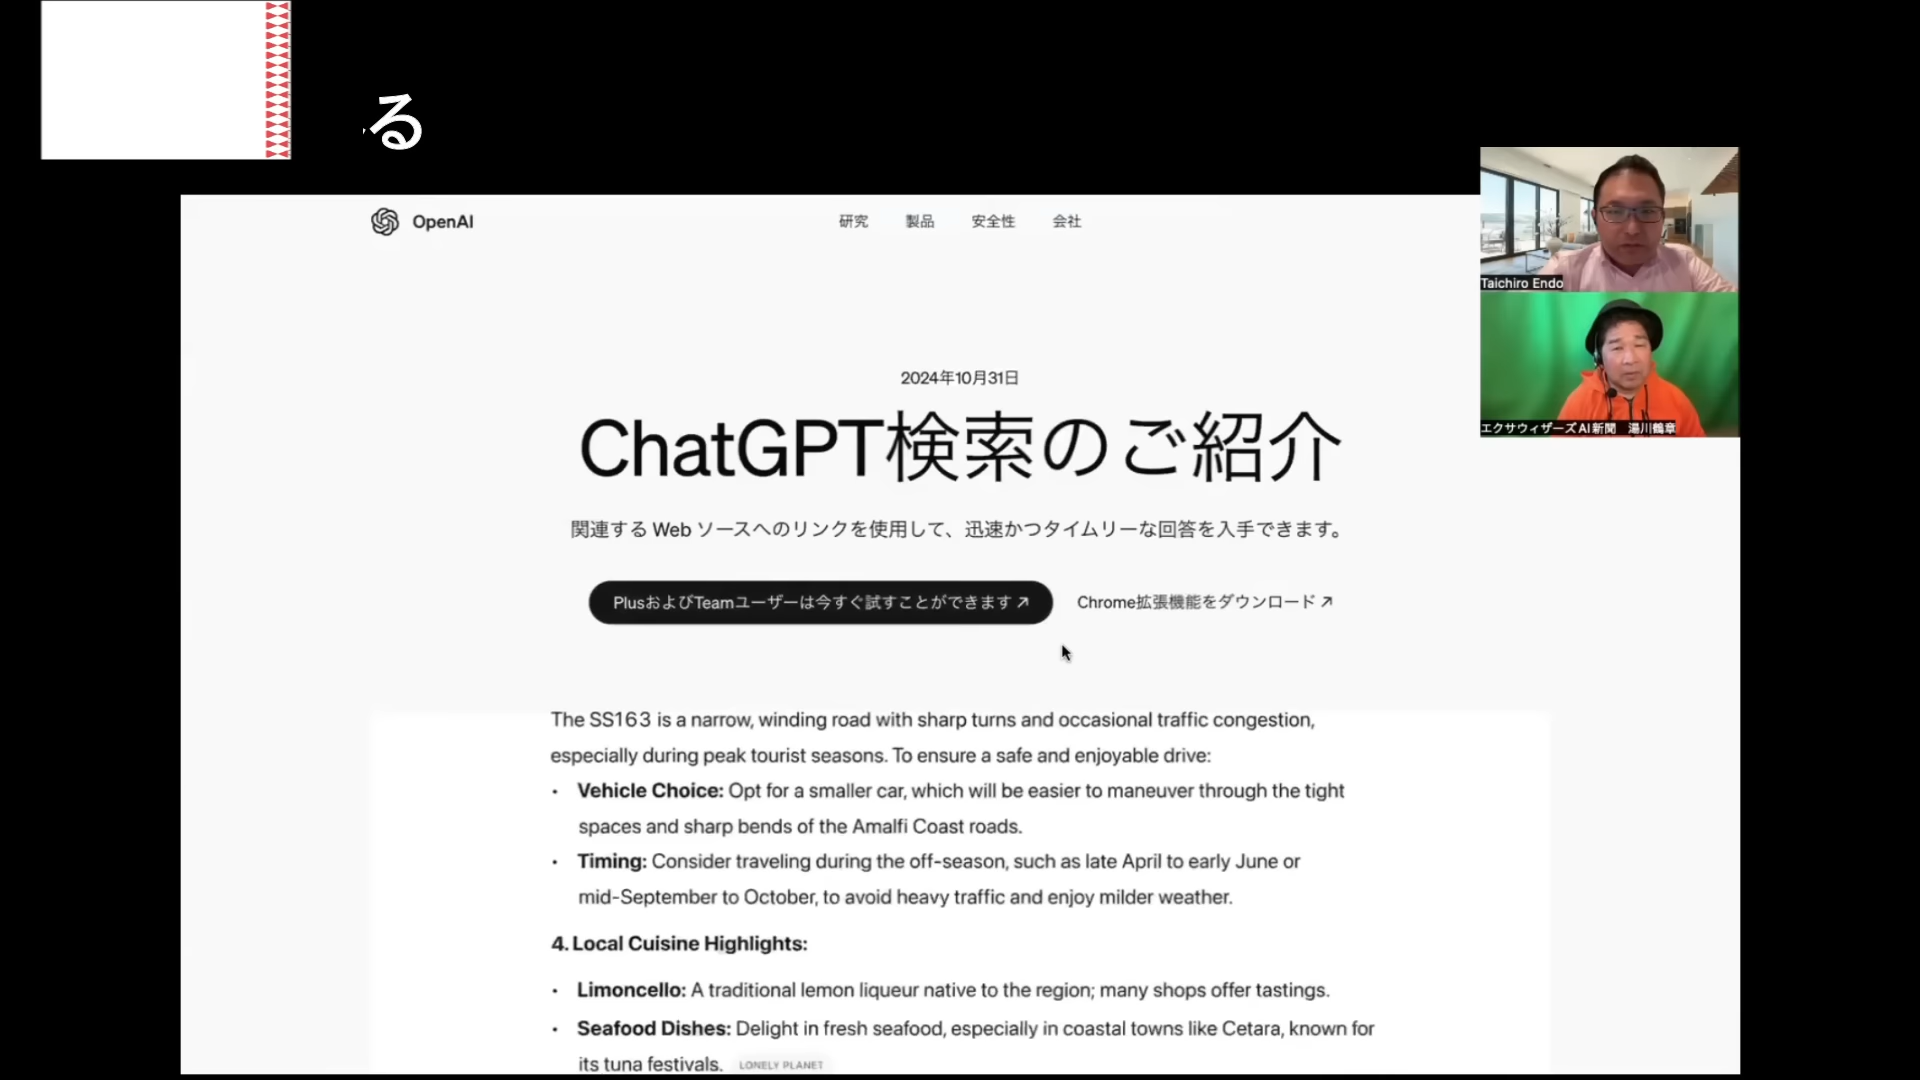 る
OpenAI
研究 製品 安全性 会社
Taichiro Endo
エクサウィザーズAI新聞 湯川鶴章
2024年10月31日
ChatGPT検索のご紹介
関連する Web ソースへのリンクを使用して、迅速かつタイムリーな回答を入手できます。
PlusおよびTeamユーザーは今すぐ試すことができます ↗ Chrome拡張機能をダウンロード ↗
The SS163 is a narrow, winding road with sharp turns and occasional traffic congestion,
especially during peak tourist seasons. To ensure a safe and enjoyable drive:
• Vehicle Choice: Opt for a smaller car, which will be easier to maneuver through the tight
spaces and sharp bends of the Amalfi Coast roads.
• Timing: Consider traveling during the off-season, such as late April to early June or
mid-September to October, to avoid heavy traffic and enjoy milder weather.
4. Local Cuisine Highlights:
• Limoncello: A traditional lemon liqueur native to the region; many shops offer tastings.
• Seafood Dishes: Delight in fresh seafood, especially in coastal towns like Cetara, known for
its tuna festivals. LONELY PLANET